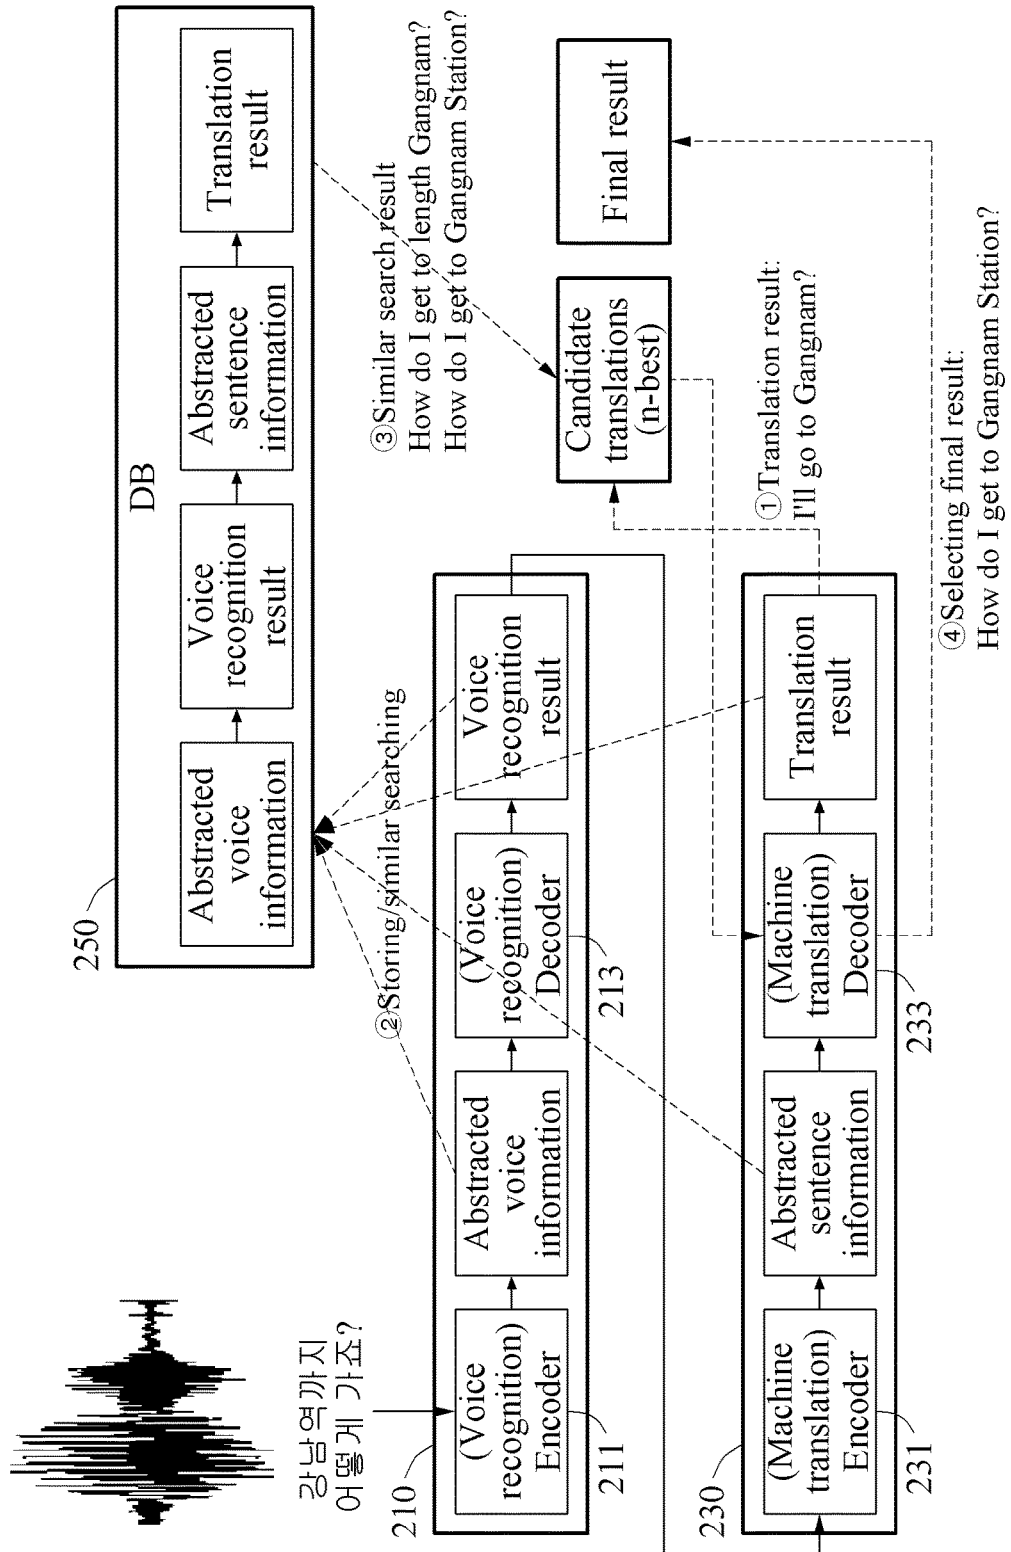 강남역까지
어떻게 가죠?
250
DB
Abstracted
voice
information
Voice
recognition
result
Abstracted
sentence
information
Translation
result
②Storing/similar searching
③Similar search result
How do I get to length Gangnam?
How do I get to Gangnam Station?
210
(Voice
recognition)
Encoder
211
Abstracted
voice
information
(Voice
recognition)
Decoder
213
Voice
recognition
result
Candidate
translations
(n-best)
Final result
230
(Machine
translation)
Encoder
231
Abstracted
sentence
information
(Machine
translation)
Decoder
233
Translation
result
①Translation result:
I'll go to Gangnam?
④Selecting final result:
How do I get to Gangnam Station?